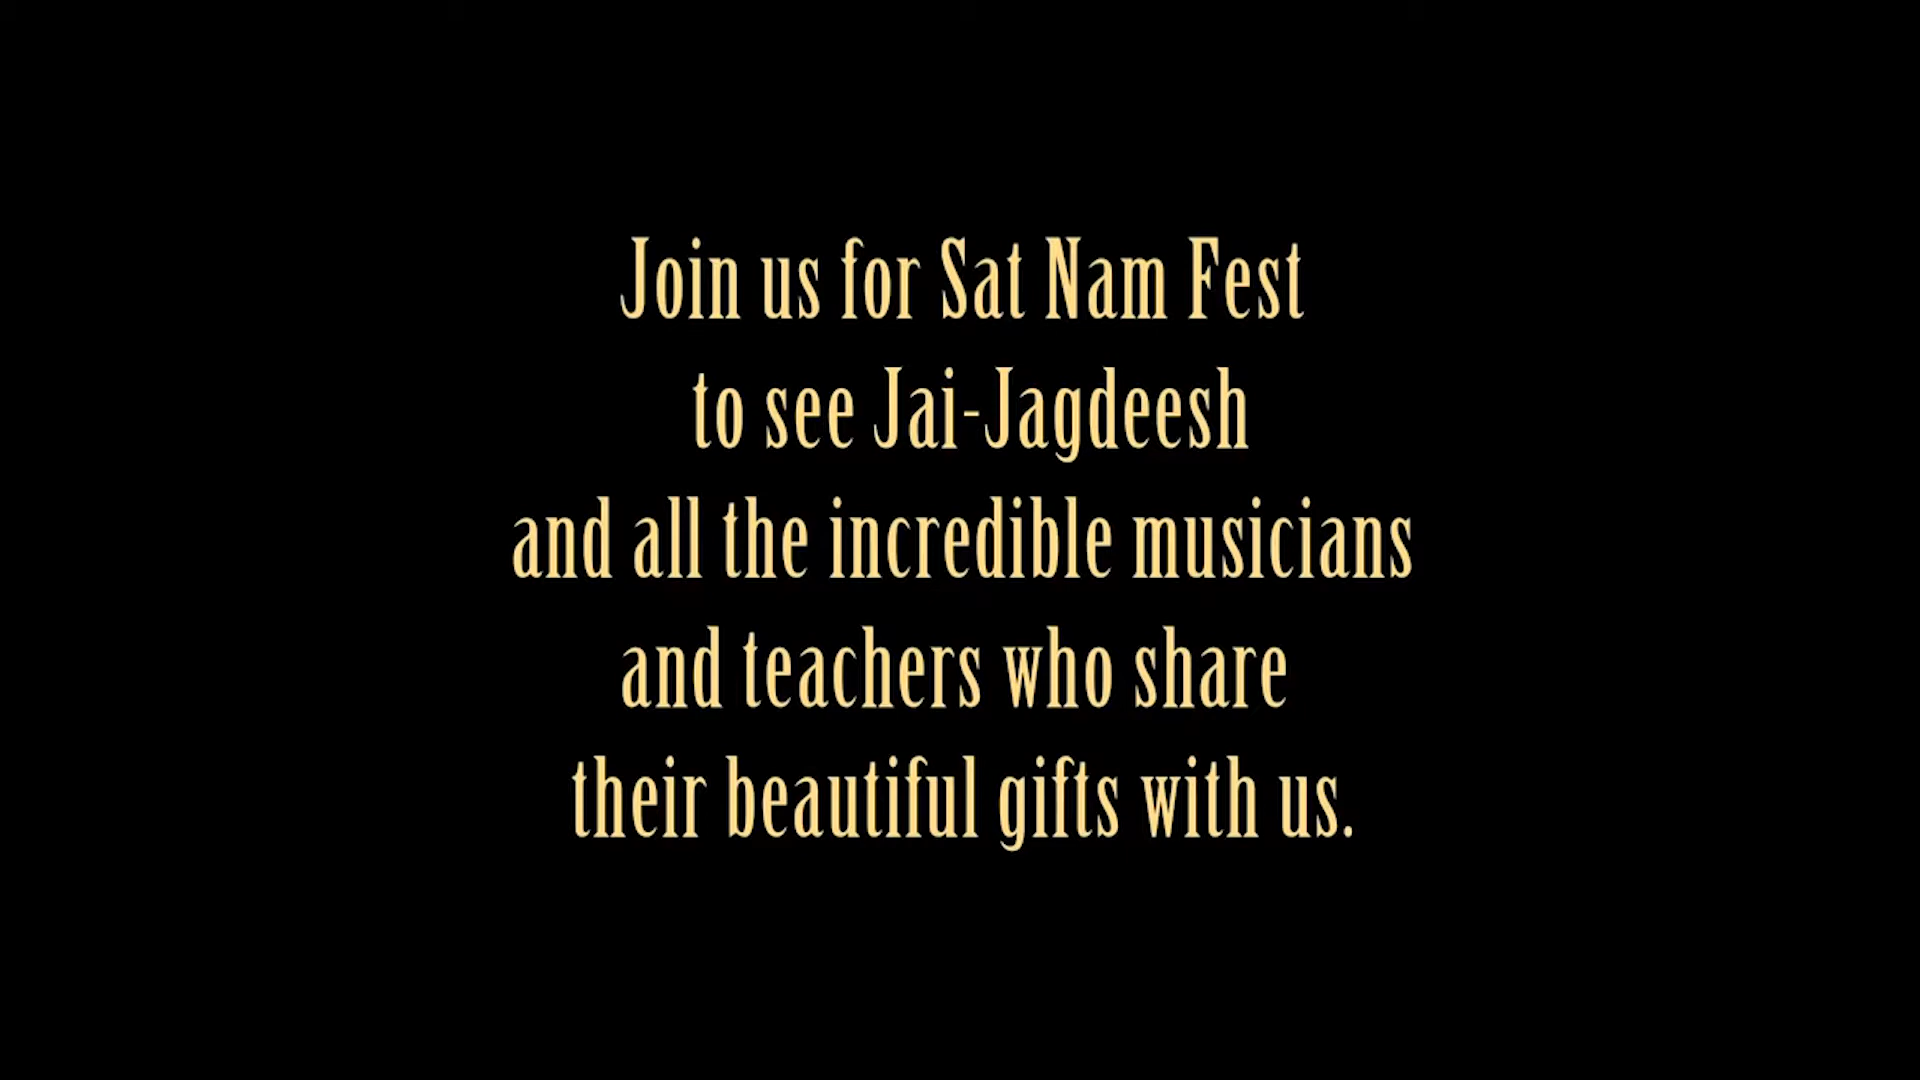 Join us for Sat Nam Fest
to see Jai-Jagdeesh
and all the incredible musicians
and teachers who share
their beautiful gifts with us.